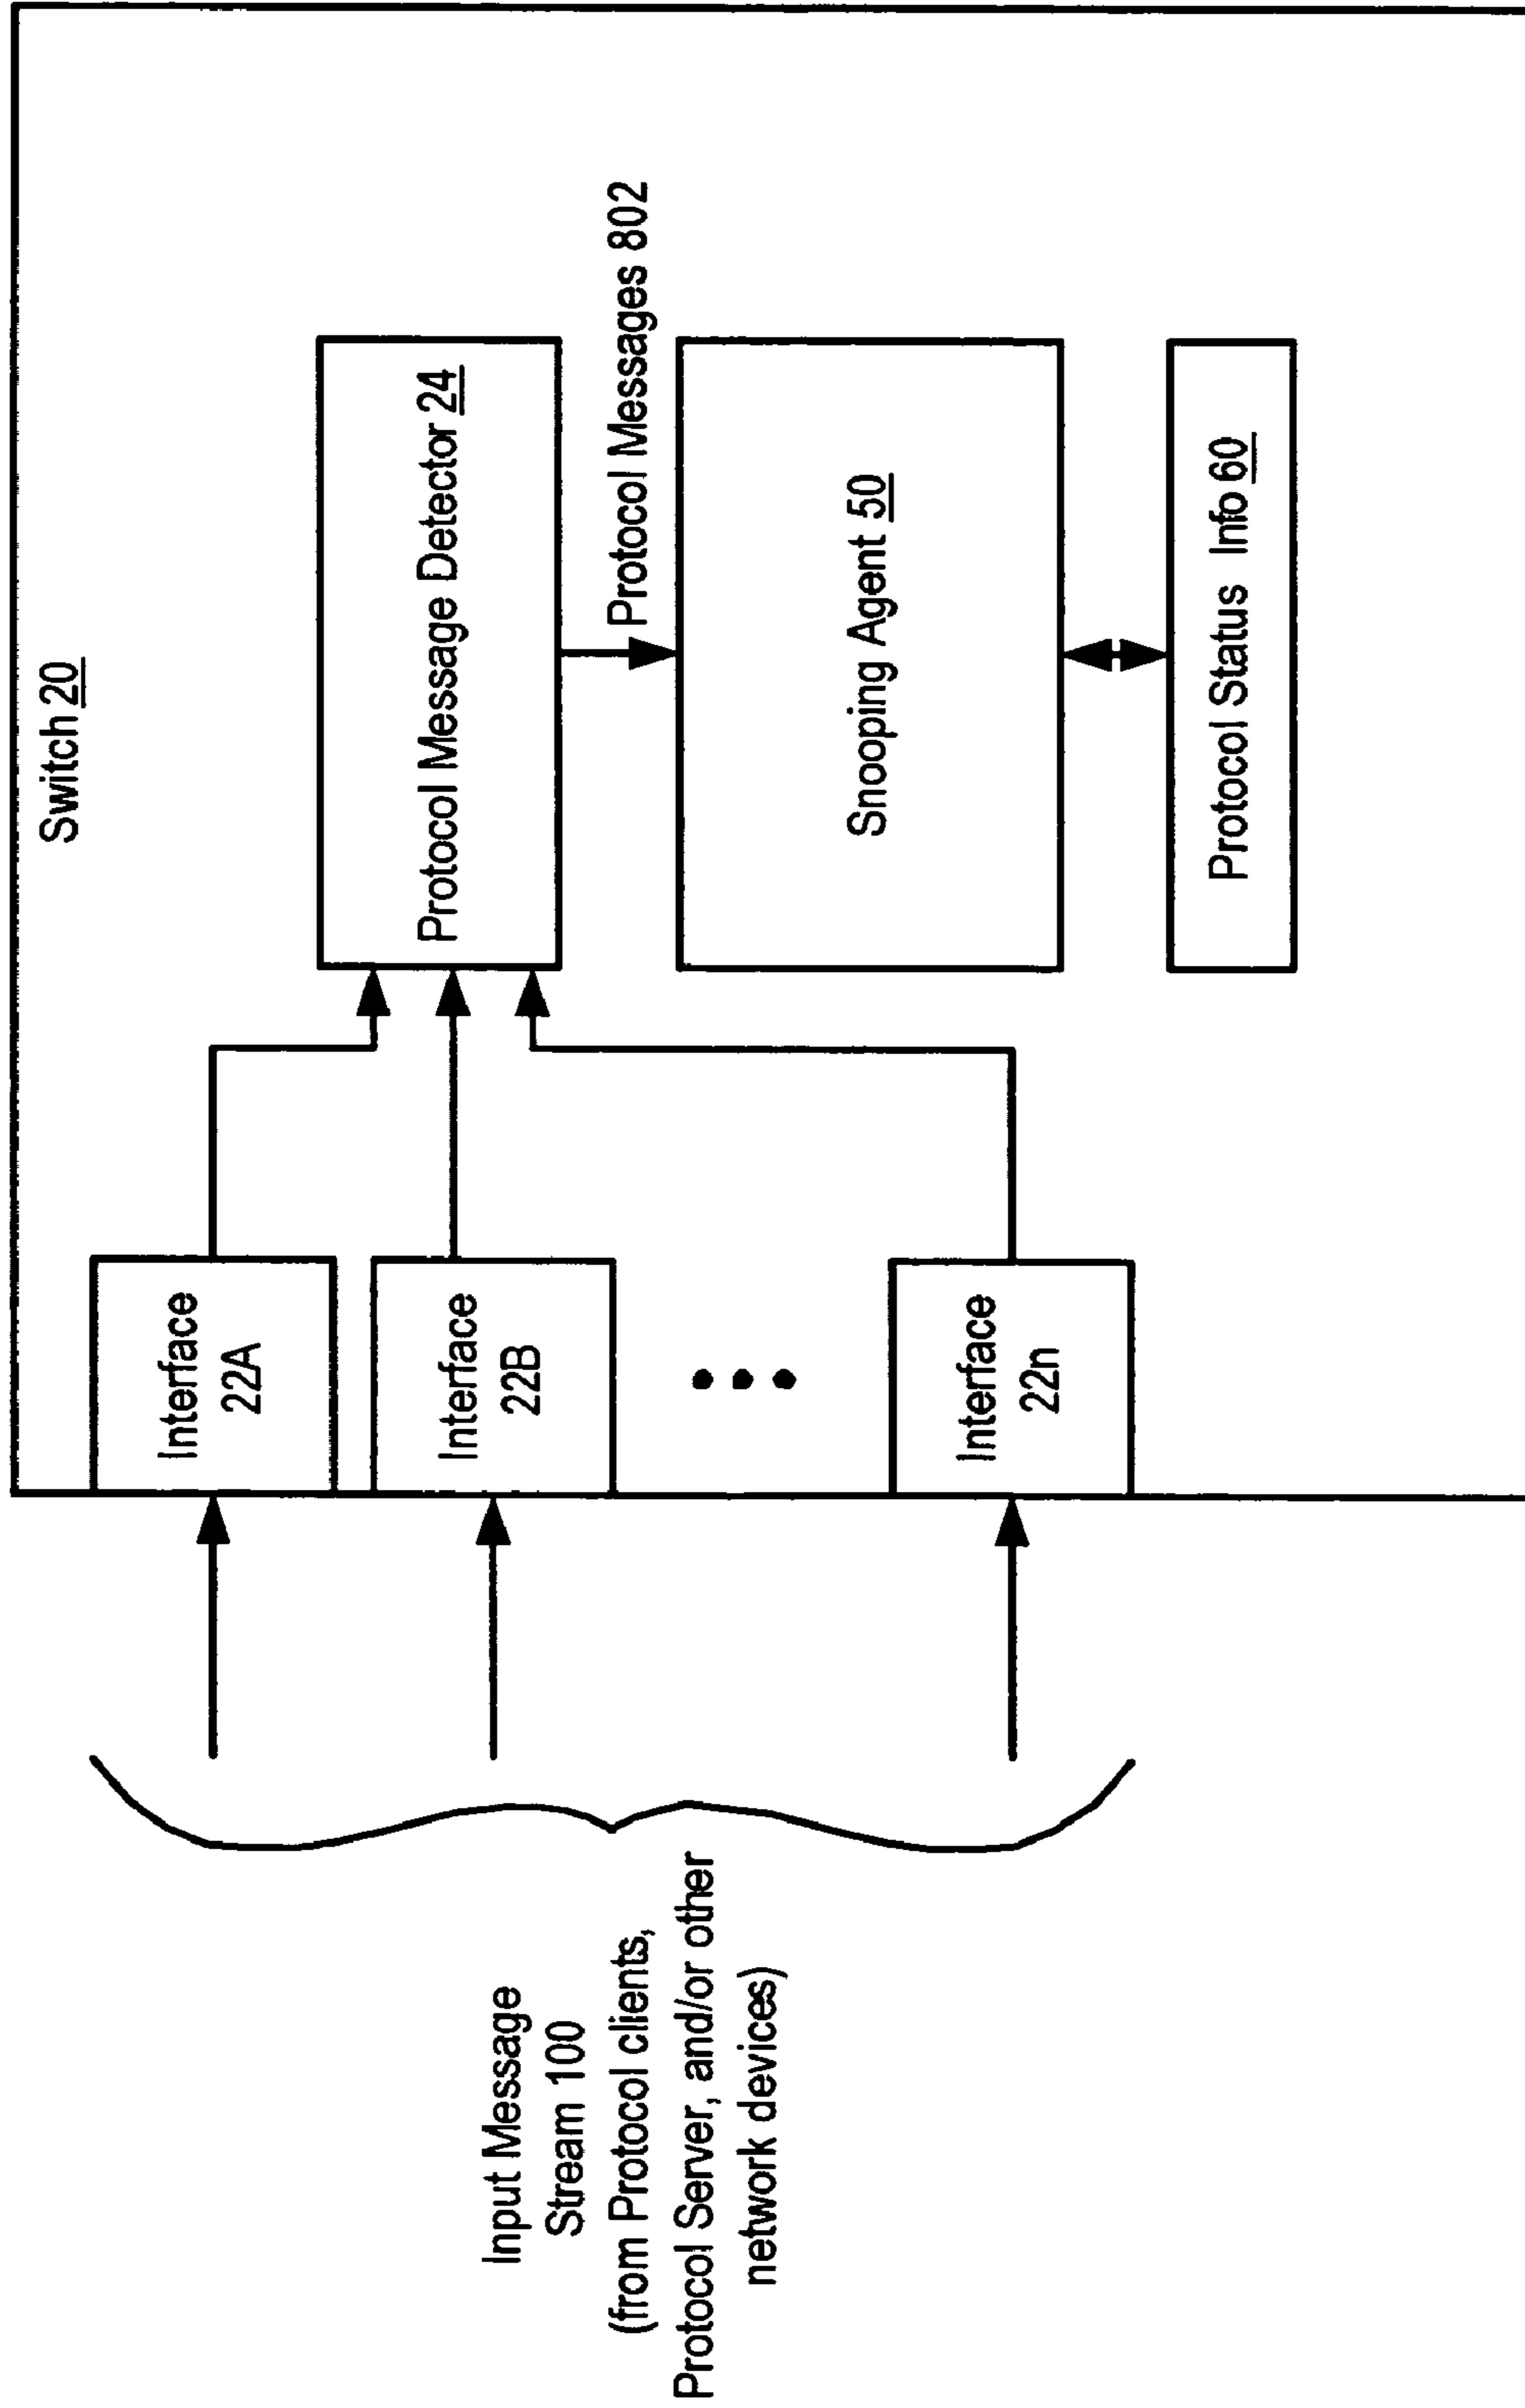 Switch 20
Interface
22A
Interface
22B
Interface
22n
Protocol Message Detector 24
Protocol Messages 802
Snooping Agent 50
Protocol Status Info 60
Input Message
Stream 100
(from Protocol clients,
Protocol Server, and/or other
network devices)